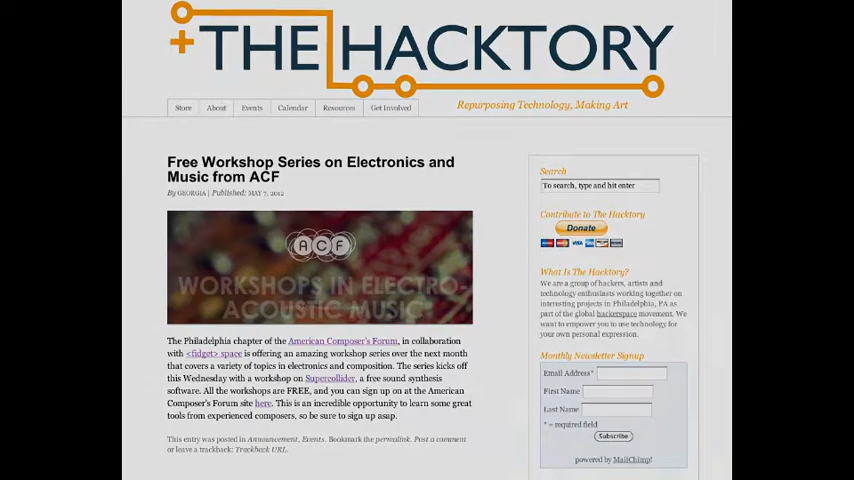 THE HACKTORY
Store
About
Events
Calendar
Resources
Get Involved
Repurposing Technology, Making Art
Free Workshop Series on Electronics and
Music from ACF
By GEORGIA | Published: MAY 7, 2012
ACF
WORKSHOPS IN ELECTRO-
ACOUSTIC MUSIC
The Philadelphia chapter of the American Composer's Forum, in collaboration
with <fidget> space is offering an amazing workshop series over the next month
that covers a variety of topics in electronics and composition. The series kicks off
this Wednesday with a workshop on Supercollider, a free sound synthesis
software. All the workshops are FREE, and you can sign up on at the American
Composer's Forum site here. This is an incredible opportunity to learn some great
tools from experienced composers, so be sure to sign up asap.
This entry was posted in Announcement, Events. Bookmark the permalink. Post a comment
or leave a trackback: Trackback URL.
Search
To search, type and hit enter
Contribute to The Hacktory
Donate
What Is The Hacktory?
We are a group of hackers, artists and
technology enthusiasts working together on
interesting projects in Philadelphia, PA as
part of the global hackerspace movement. We
want to empower you to use technology for
your own personal expression.
Monthly Newsletter Signup
Email Address*
First Name
Last Name
* = required field
Subscribe
powered by MailChimp!